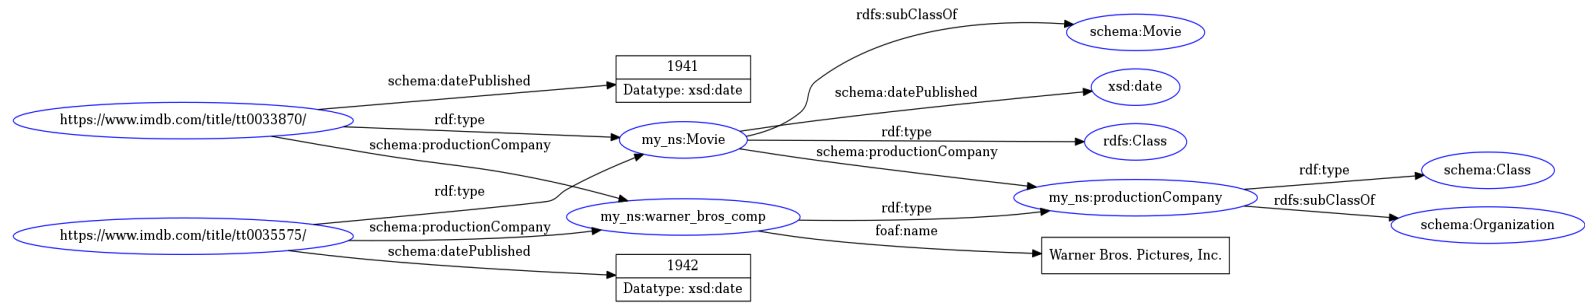 rdfs:subClassOf
schema:Movie
schema:datePublished
1941
Datatype: xsd:date
schema:datePublished
xsd:date
https://www.imdb.com/title/tt0033870/
rdf:type
my_ns:Movie
rdf:type
rdfs:Class
schema:productionCompany
schema:productionCompany
rdf:type
schema:Class
rdf:type
my_ns:productionCompany
rdfs:subClassOf
my_ns:warner_bros_comp
rdf:type
schema:Organization
https://www.imdb.com/title/tt0035575/
schema:productionCompany
foaf:name
schema:datePublished
Warner Bros. Pictures, Inc.
1942
Datatype: xsd:date